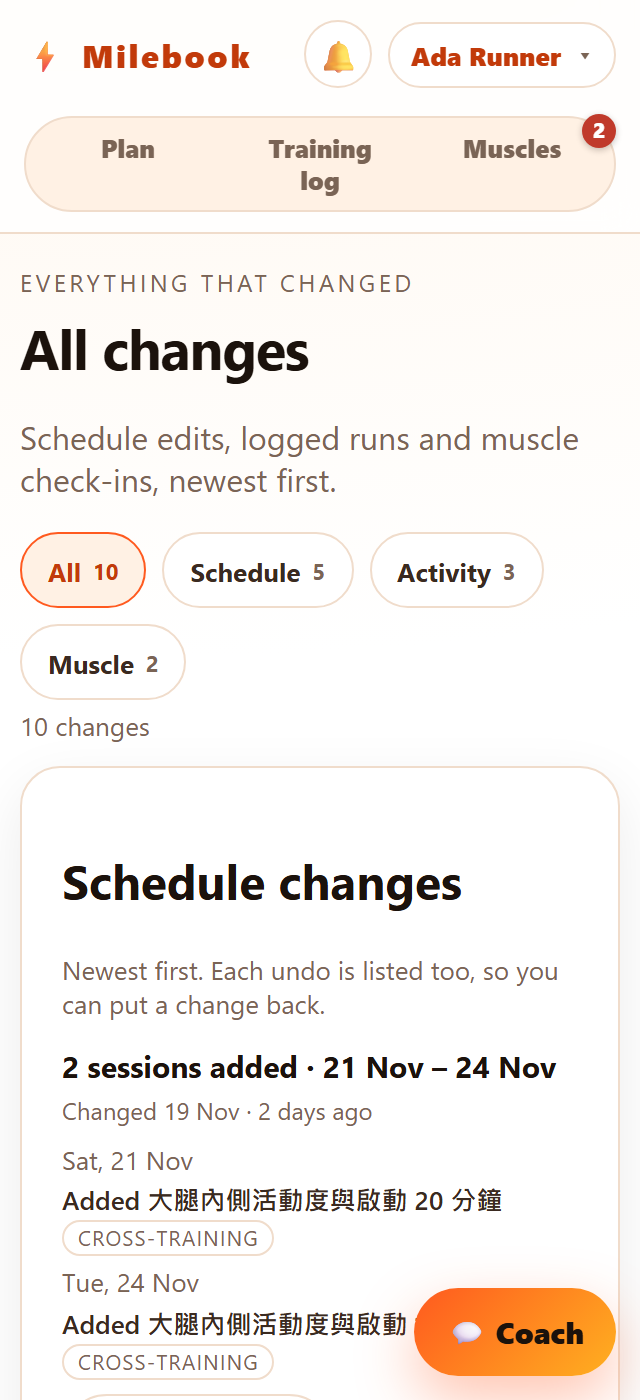 Milebook
Ada Runner
Plan
Training log
Muscles
2
EVERYTHING THAT CHANGED
All changes
Schedule edits, logged runs and muscle
check-ins, newest first.
All 10
Schedule 5
Activity 3
Muscle 2
10 changes
Schedule changes
Newest first. Each undo is listed too, so you
can put a change back.
2 sessions added · 21 Nov – 24 Nov
Changed 19 Nov · 2 days ago
Sat, 21 Nov
Added 大腿內側活動度與啟動 20 分鐘
CROSS-TRAINING
Tue, 24 Nov
Added 大腿內側活動度與啟動
CROSS-TRAINING
Coach